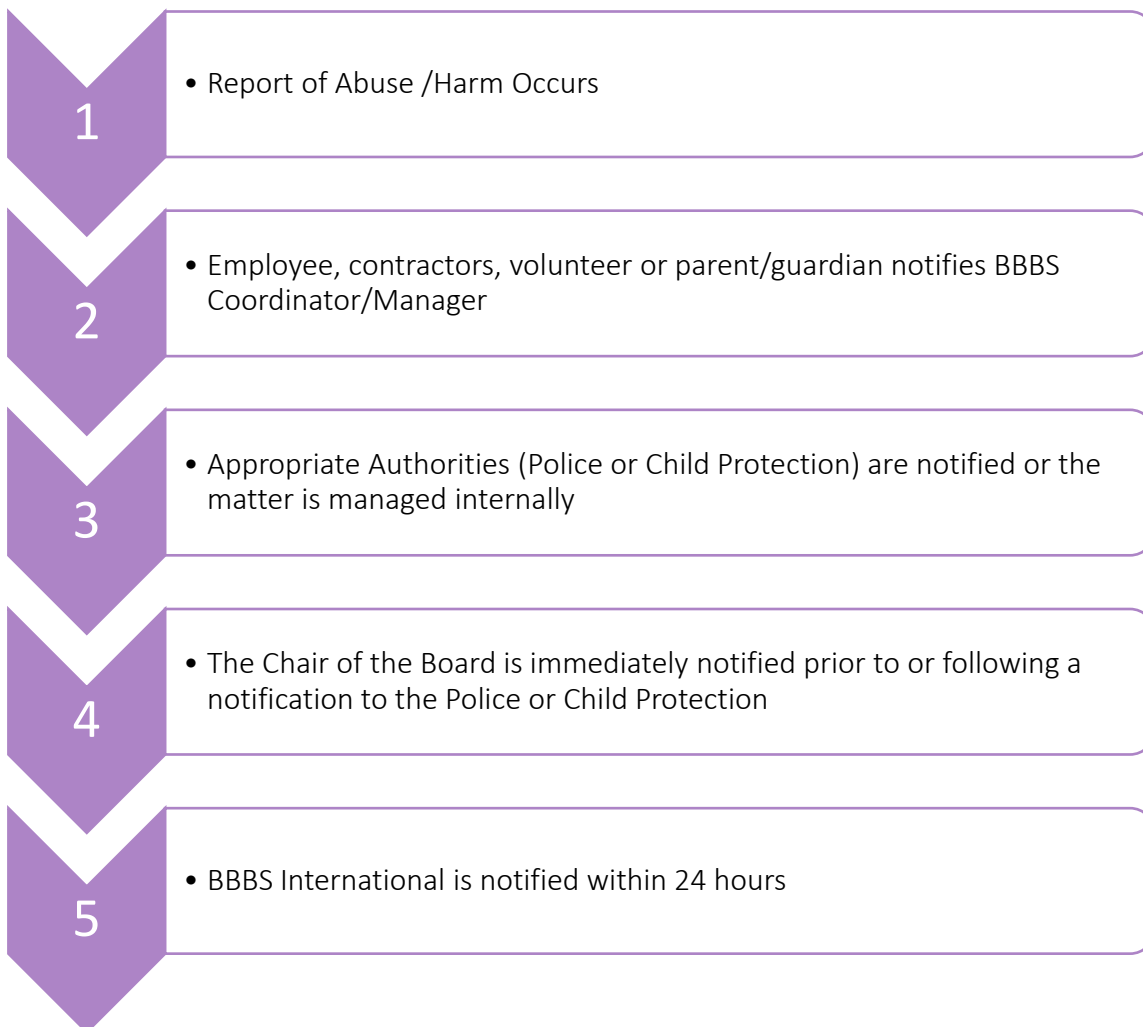 1
• Report of Abuse /Harm Occurs
2
• Employee, contractors, volunteer or parent/guardian notifies BBBS
Coordinator/Manager
3
• Appropriate Authorities (Police or Child Protection) are notified or the
matter is managed internally
4
• The Chair of the Board is immediately notified prior to or following a
notification to the Police or Child Protection
5
• BBBS International is notified within 24 hours